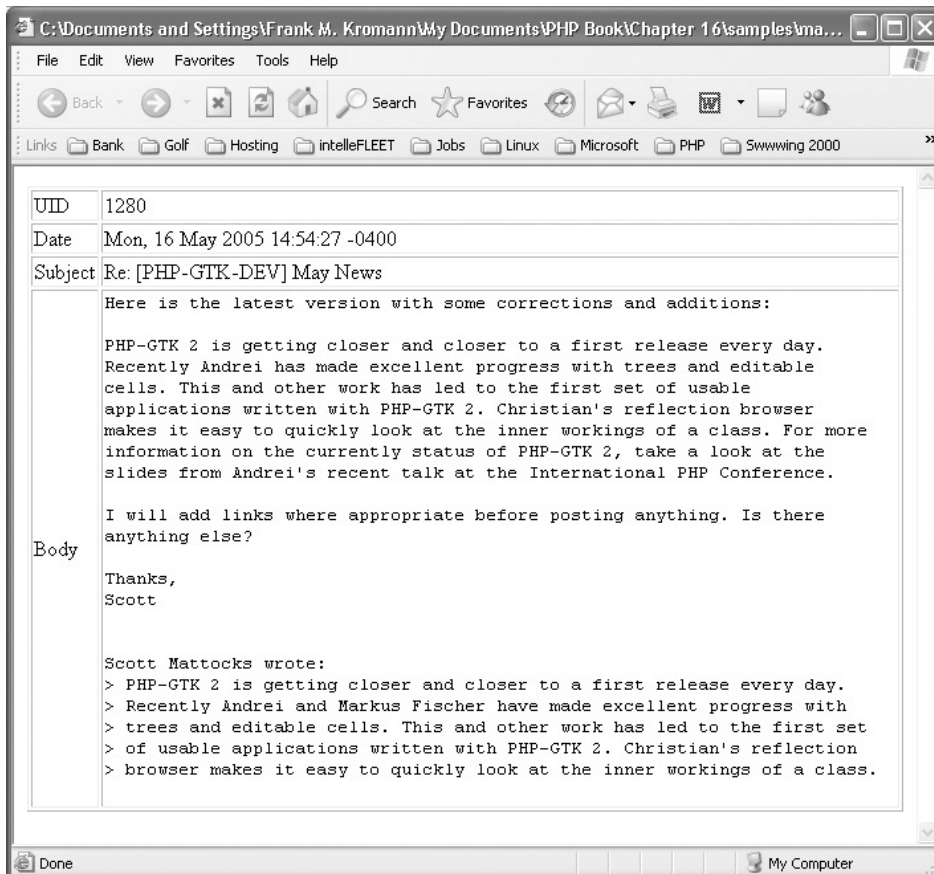 C:\Documents and Settings\Frank M. Kromann\My Documents\PHP Book\Chapter 16\samples\ma...
File Edit View Favorites Tools Help
Back Search Favorites
Links Bank Golf Hosting intelleFLEET Jobs Linux Microsoft PHP Swwwing 2000 »
UID 1280
Date Mon, 16 May 2005 14:54:27 -0400
Subject Re: [PHP-GTK-DEV] May News
Here is the latest version with some corrections and additions:
PHP-GTK 2 is getting closer and closer to a first release every day.
Recently Andrei has made excellent progress with trees and editable
cells. This and other work has led to the first set of usable
applications written with PHP-GTK 2. Christian's reflection browser
makes it easy to quickly look at the inner workings of a class. For more
information on the currently status of PHP-GTK 2, take a look at the
slides from Andrei's recent talk at the International PHP Conference.
I will add links where appropriate before posting anything. Is there
anything else?
Body
Thanks,
Scott
Scott Mattocks wrote:
> PHP-GTK 2 is getting closer and closer to a first release every day.
> Recently Andrei and Markus Fischer have made excellent progress with
> trees and editable cells. This and other work has led to the first set
> of usable applications written with PHP-GTK 2. Christian's reflection
> browser makes it easy to quickly look at the inner workings of a class.
Done My Computer